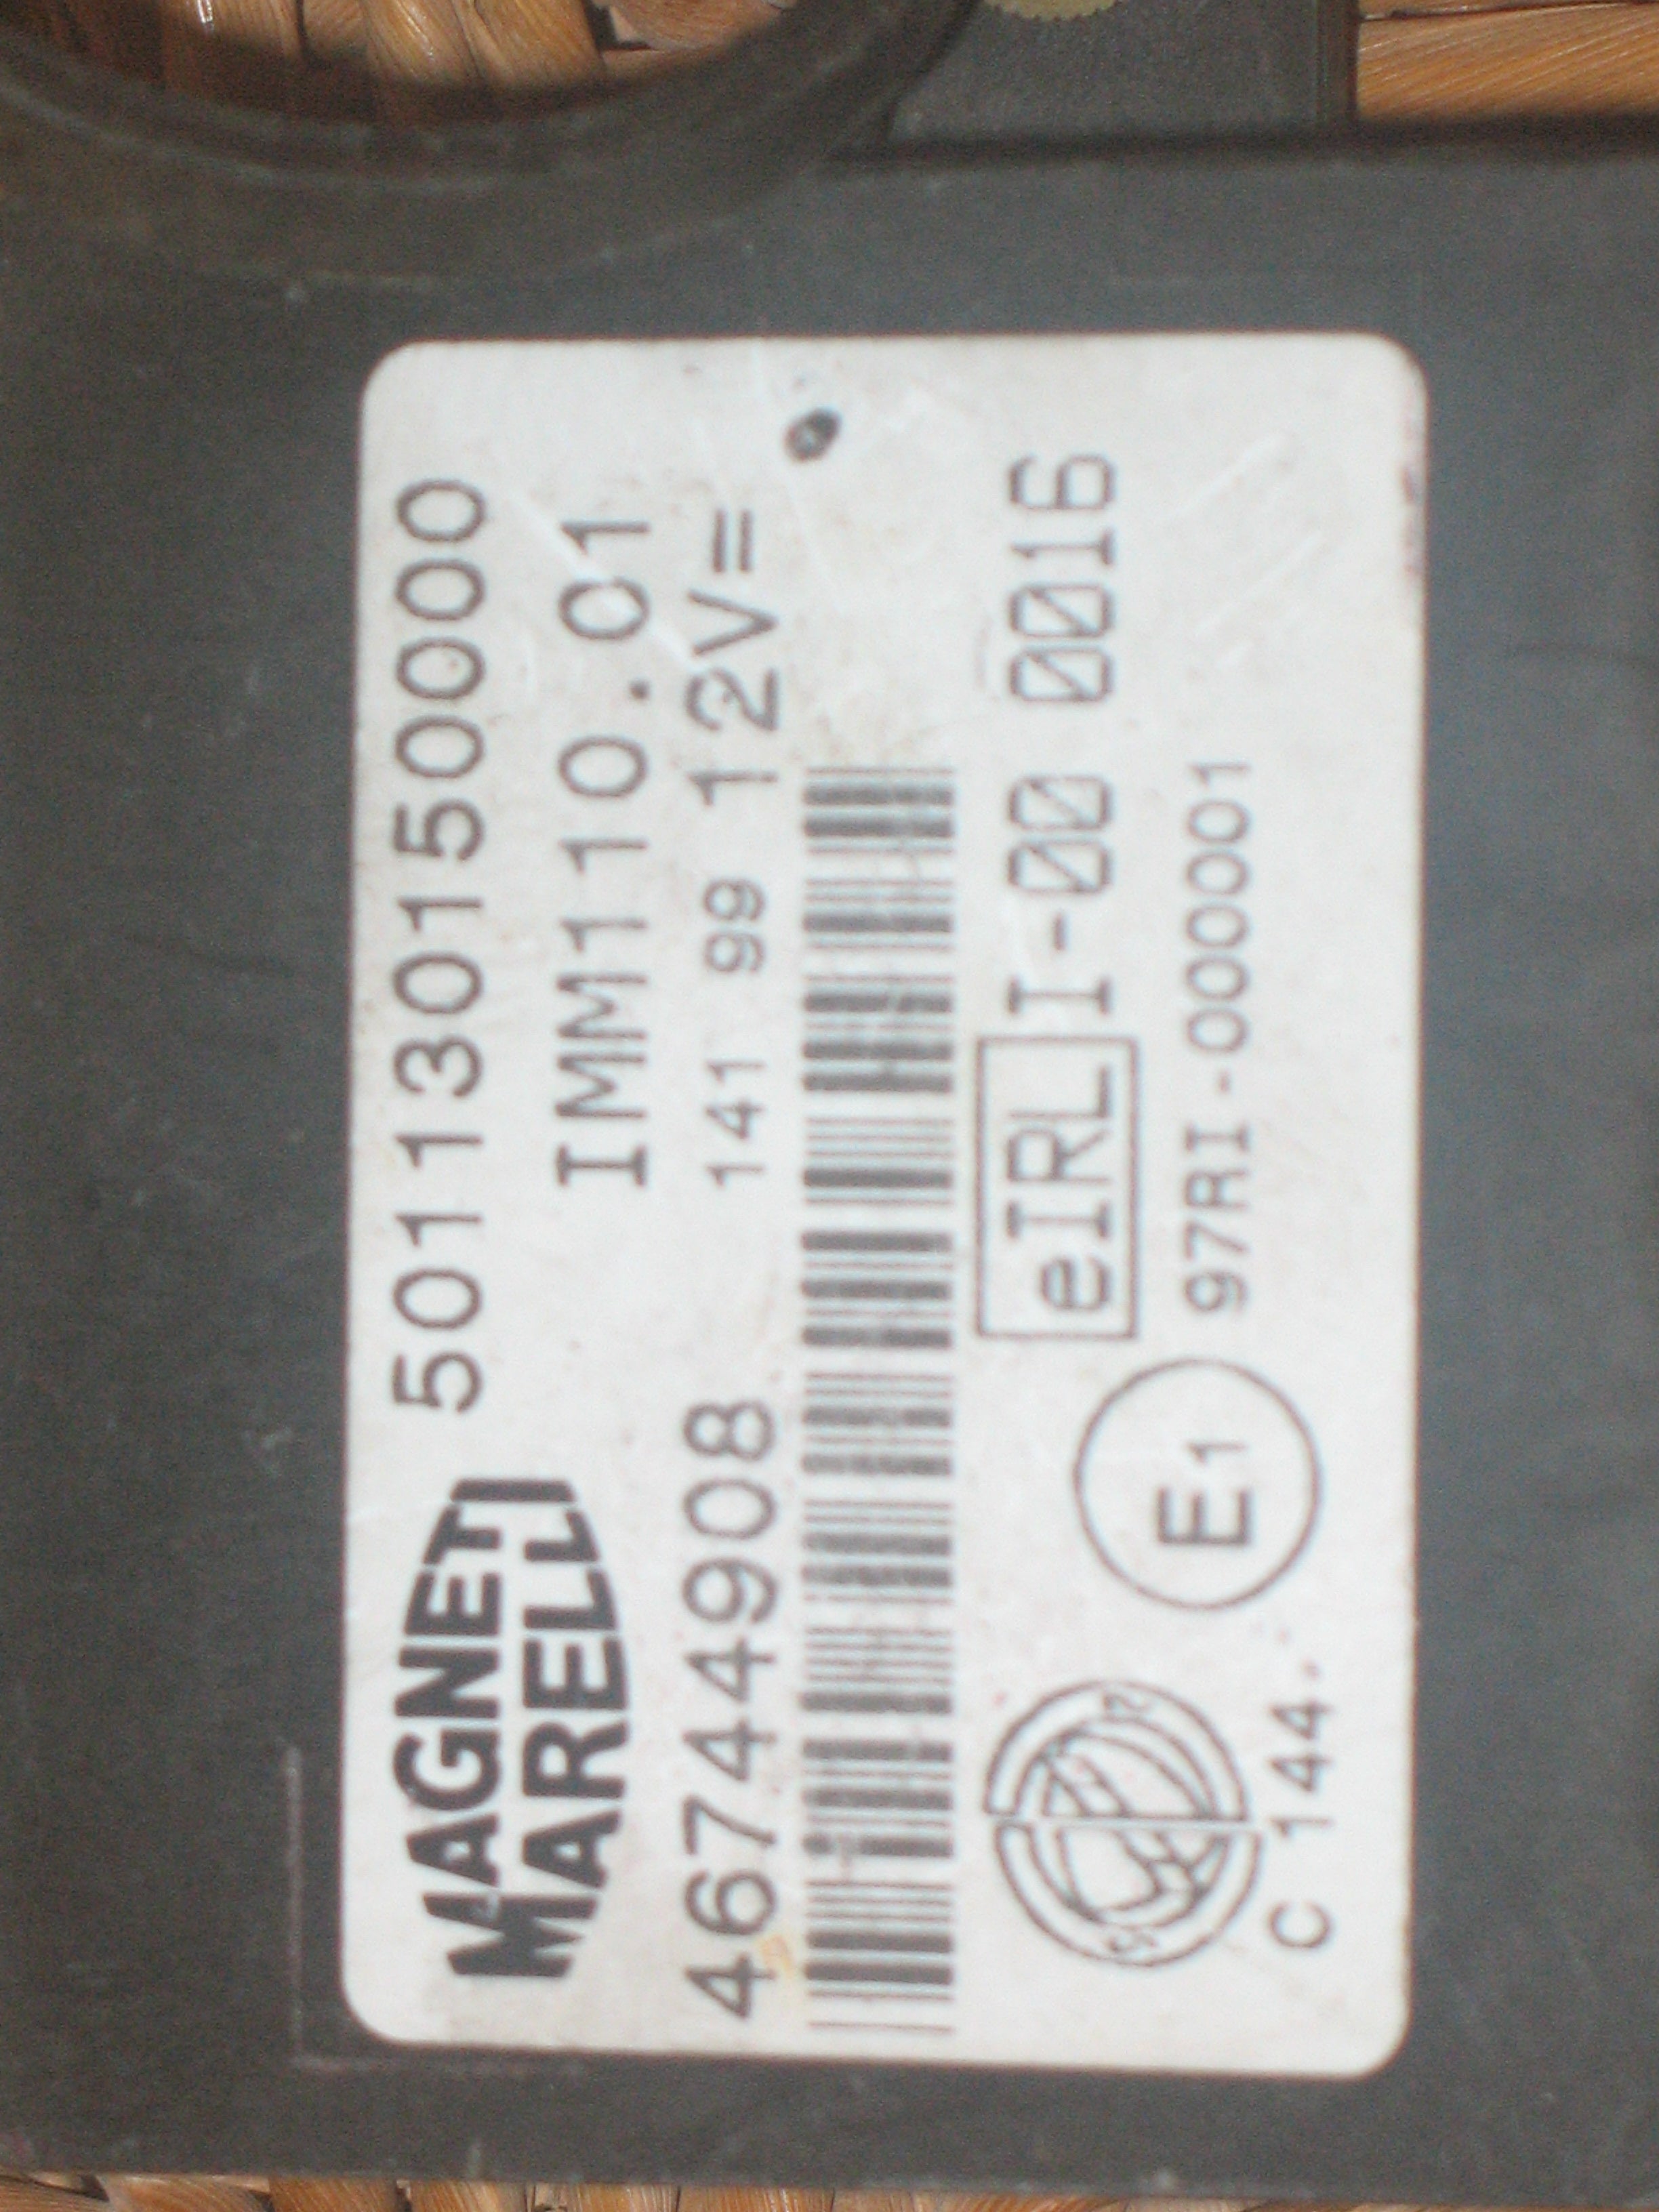 MAGNETI
MARELLI
501130150000
IMM110.01
46744908
141 99 12V=
eIRL I-00 0016
E1
97RI-000001
C 144.